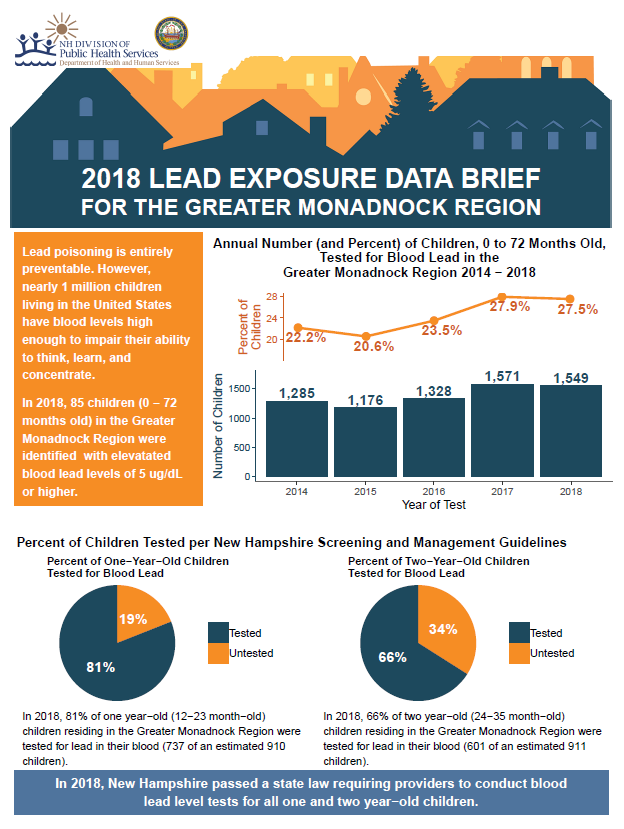 NH DIVISION OF
Public Health Services
Department of Health and Human Services
2018 LEAD EXPOSURE DATA BRIEF
FOR THE GREATER MONADNOCK REGION
Lead poisoning is entirely
preventable. However,
nearly 1 million children
living in the United States
have blood levels high
enough to impair their ability
to think, learn, and
concentrate.
In 2018, 85 children (0 – 72
months old) in the Greater
Monadnock Region were
identified with elevatated
blood lead levels of 5 ug/dL
or higher.
Annual Number (and Percent) of Children, 0 to 72 Months Old,
Tested for Blood Lead in the
Greater Monadnock Region 2014 − 2018
Percent of
Children
28
24
20
22.2%
20.6%
23.5%
27.9%
27.5%
Number of Children
1500
1000
500
0
1,285
1,176
1,328
1,571
1,549
2014
2015
2016
2017
2018
Year of Test
Percent of Children Tested per New Hampshire Screening and Management Guidelines
Percent of One−Year−Old Children
Tested for Blood Lead
19%
81%
Tested
Untested
In 2018, 81% of one year−old (12−23 month−old)
children residing in the Greater Monadnock Region were
tested for lead in their blood (737 of an estimated 910
children).
Percent of Two−Year−Old Children
Tested for Blood Lead
34%
66%
Tested
Untested
In 2018, 66% of two year−old (24−35 month−old)
children residing in the Greater Monadnock Region were
tested for lead in their blood (601 of an estimated 911
children).
In 2018, New Hampshire passed a state law requiring providers to conduct blood
lead level tests for all one and two year−old children.